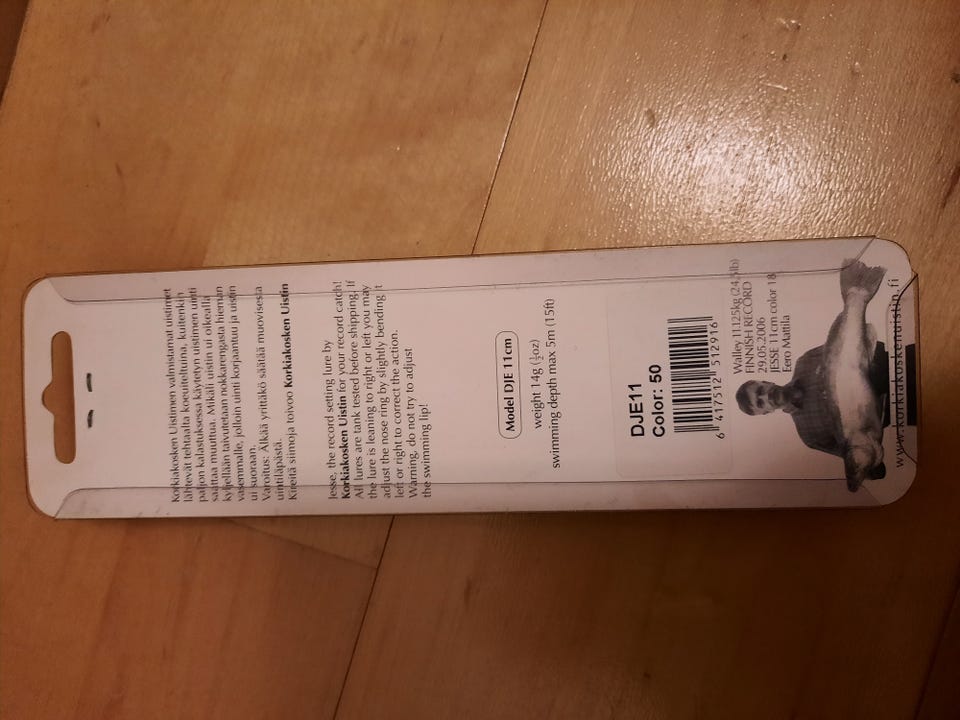 Korkiakosken Uistimen valmistamat uistimet
lähtevät tehtaalta koeuiteltuina, kuitenkin
paljon kalastuksessa käytetyn uistimen uinti
saattaa muuttua. Mikäli uistin ui oikealla
kyljellään taivutetaan nokkarengasta hieman
vasemmalle, jolloin uinti korjaantuu ja uistin
ui suoraan.
Varoitus: Älkää yrittäkö säätää muovisesta
uintiläpästä.
Kireitä siimoja toivoo Korkiakosken Uistin
Jesse, the record setting lure by
Korkiakosken Uistin for your record catch!
All lures are tank tested before shipping. If
the lure is leaning to right or left you may
adjust the nose ring by slightly bending it
left or right to correct the action.
Warning, do not try to adjust
the swimming lip!
Model DJE 11cm
weight 14g (½oz)
swimming depth max 5m (15ft)
DJE11
Color: 50
6 417512 512916
Walley 11.125kg (24,5lb)
FINNISH RECORD
29.05.2006
JESSE 11cm color 18
Eero Mattila
www.korkiakoskenuistin.fi